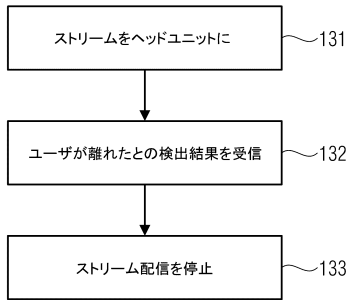 ストリームをヘッドユニットに
131
ユーザが離れたとの検出結果を受信
132
ストリーム配信を停止
133